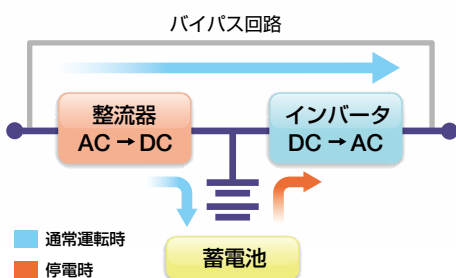 バイパス回路
整流器
AC → DC
インバータ
DC → AC
通常運転時
停電時
蓄電池